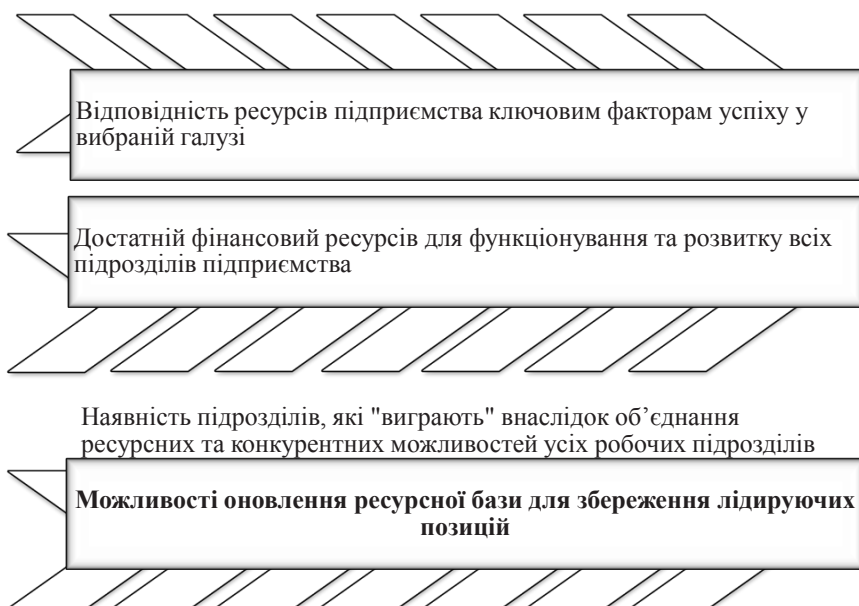 Відповідність ресурсів підприємства ключовим факторам успіху у
вибраній галузі
Достатній фінансовий ресурсів для функціонування та розвитку всіх
підрозділів підприємства
Наявність підрозділів, які "виграють" внаслідок об’єднання
ресурсних та конкурентних можливостей усіх робочих підрозділів
Можливості оновлення ресурсної бази для збереження лідируючих
позицій